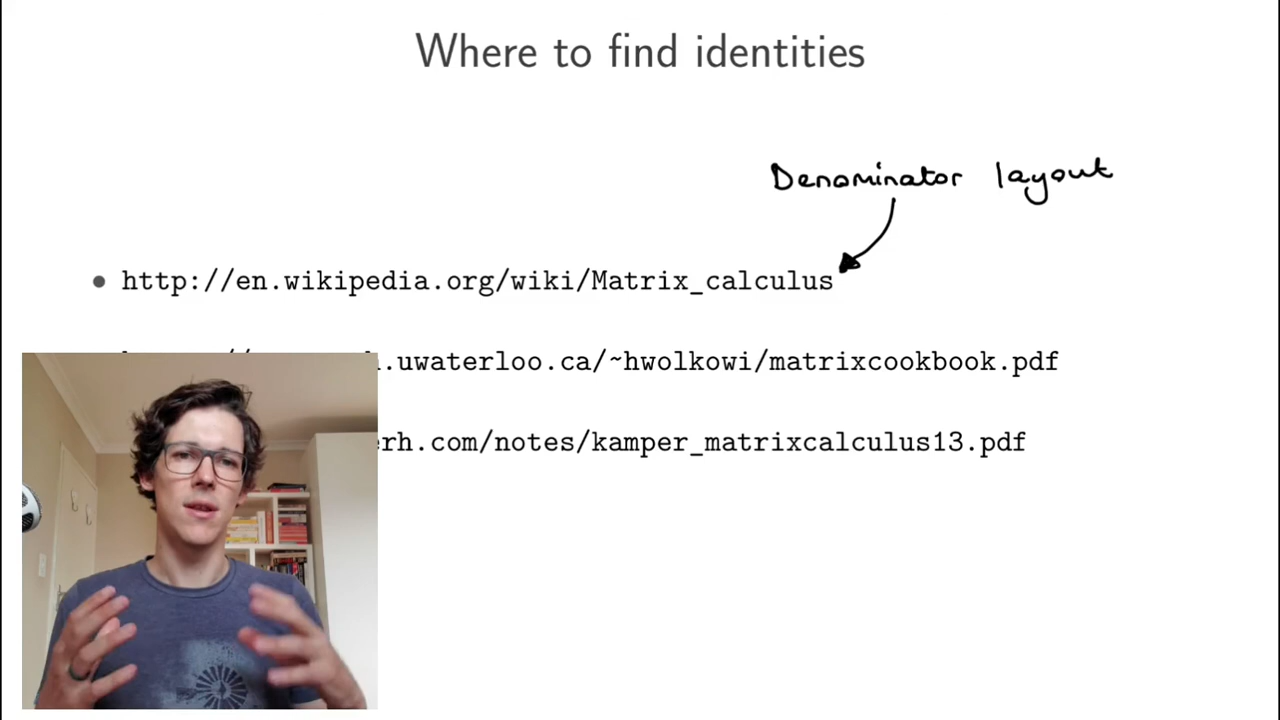 Where to find identities
Denominator layout
http://en.wikipedia.org/wiki/Matrix_calculus
.uwaterloo.ca/~hwolkowi/matrixcookbook.pdf
erh.com/notes/kamper_matrixcalculus13.pdf